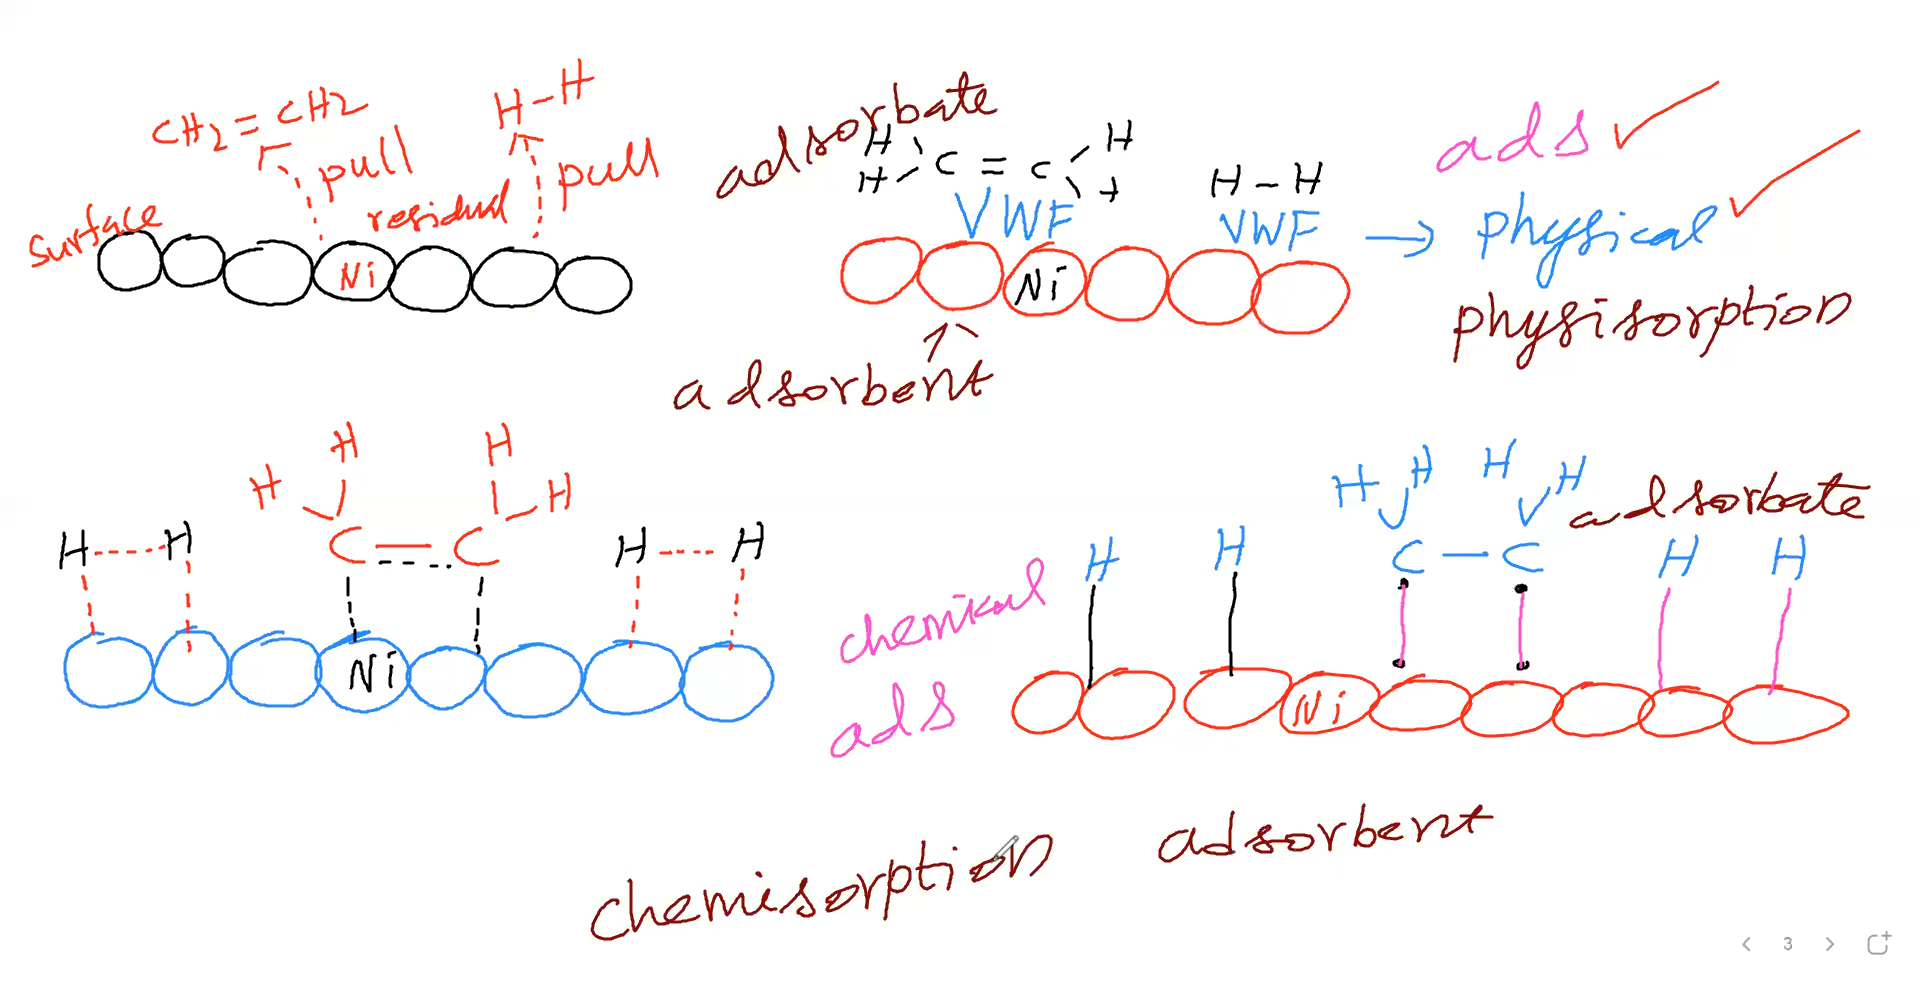 CH2=CH2
H-H
pull
pull
residual
surface
Ni
adsorbate
H
H
C = C
H
H-H
VWF
VWF
Ni
adsorbent
ads
→ physical
physisorption
H H H H
C C
H H
H H
Ni
H H H H
adsorbate
H H C - C H H
chemical
ads
Ni
chemisorption
adsorbent
3